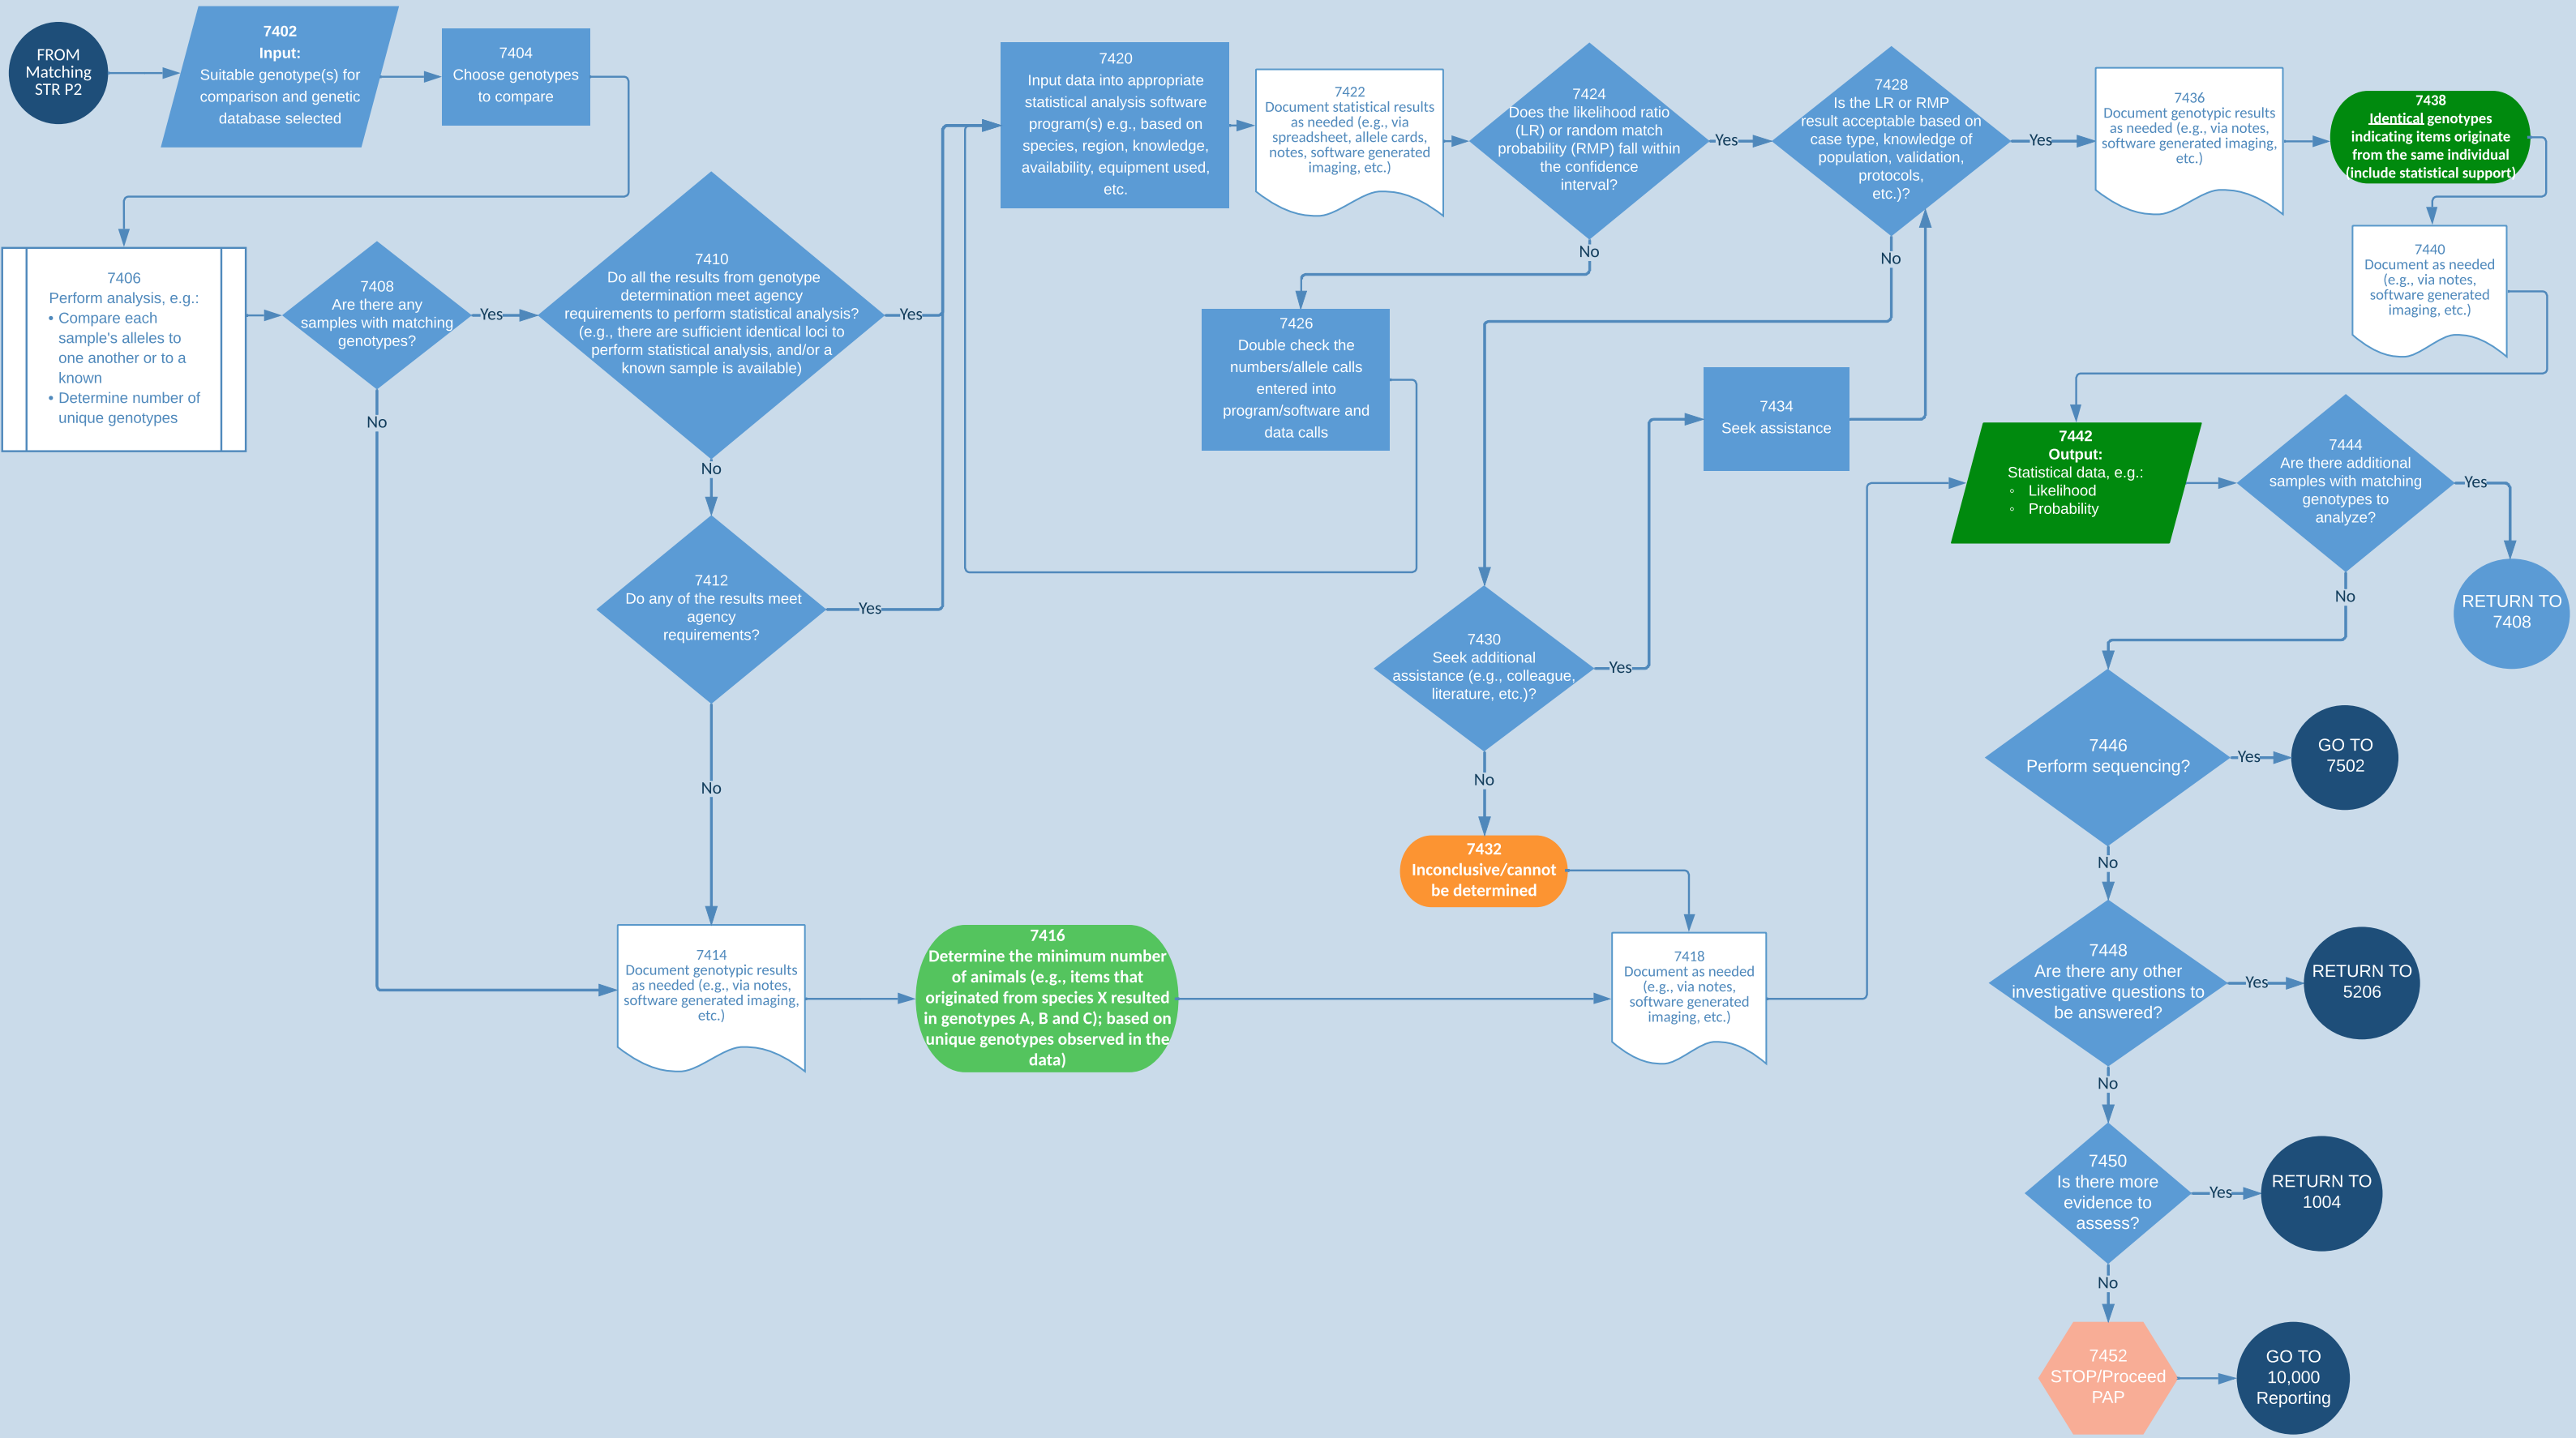 FROM
Matching
STR P2
7402
Input:
Suitable genotype(s) for
comparison and genetic
database selected
7404
Choose genotypes
to compare
7406
Perform analysis, e.g.:
• Compare each
sample's alleles to
one another or to a
known
• Determine number of
unique genotypes
7408
Are there any
samples with matching
genotypes?
Yes
No
7410
Do all the results from genotype
determination meet agency
requirements to perform statistical analysis?
(e.g., there are sufficient identical loci to
perform statistical analysis, and/or a
known sample is available)
Yes
No
7412
Do any of the results meet
agency
requirements?
Yes
No
7414
Document genotypic results
as needed (e.g., via notes,
software generated imaging,
etc.)
7416
Determine the minimum number
of animals (e.g., items that
originated from species X resulted
in genotypes A, B and C); based on
unique genotypes observed in the
data)
7418
Document as needed
(e.g., via notes,
software generated
imaging, etc.)
7420
Input data into appropriate
statistical analysis software
program(s) e.g., based on
species, region, knowledge,
availability, equipment used,
etc.
7422
Document statistical results
as needed (e.g., via
spreadsheet, allele cards,
notes, software generated
imaging, etc.)
7424
Does the likelihood ratio
(LR) or random match
probability (RMP) fall within
the confidence
interval?
Yes
No
7426
Double check the
numbers/allele calls
entered into
program/software and
data calls
7428
Is the LR or RMP
result acceptable based on
case type, knowledge of
population, validation,
protocols,
etc.)?
Yes
No
7430
Seek additional
assistance (e.g., colleague,
literature, etc.)?
Yes
No
7432
Inconclusive/cannot
be determined
7434
Seek assistance
7436
Document genotypic results
as needed (e.g., via notes,
software generated imaging,
etc.)
7438
Identical genotypes
indicating items originate
from the same individual
(include statistical support)
7440
Document as needed
(e.g., via notes,
software generated
imaging, etc.)
7442
Output:
Statistical data, e.g.:
◦ Likelihood
◦ Probability
7444
Are there additional
samples with matching
genotypes to
analyze?
Yes
RETURN TO
7408
No
7446
Perform sequencing?
Yes
GO TO
7502
No
7448
Are there any other
investigative questions to
be answered?
Yes
RETURN TO
5206
No
7450
Is there more
evidence to
assess?
Yes
RETURN TO
1004
No
7452
STOP/Proceed
PAP
GO TO
10,000
Reporting